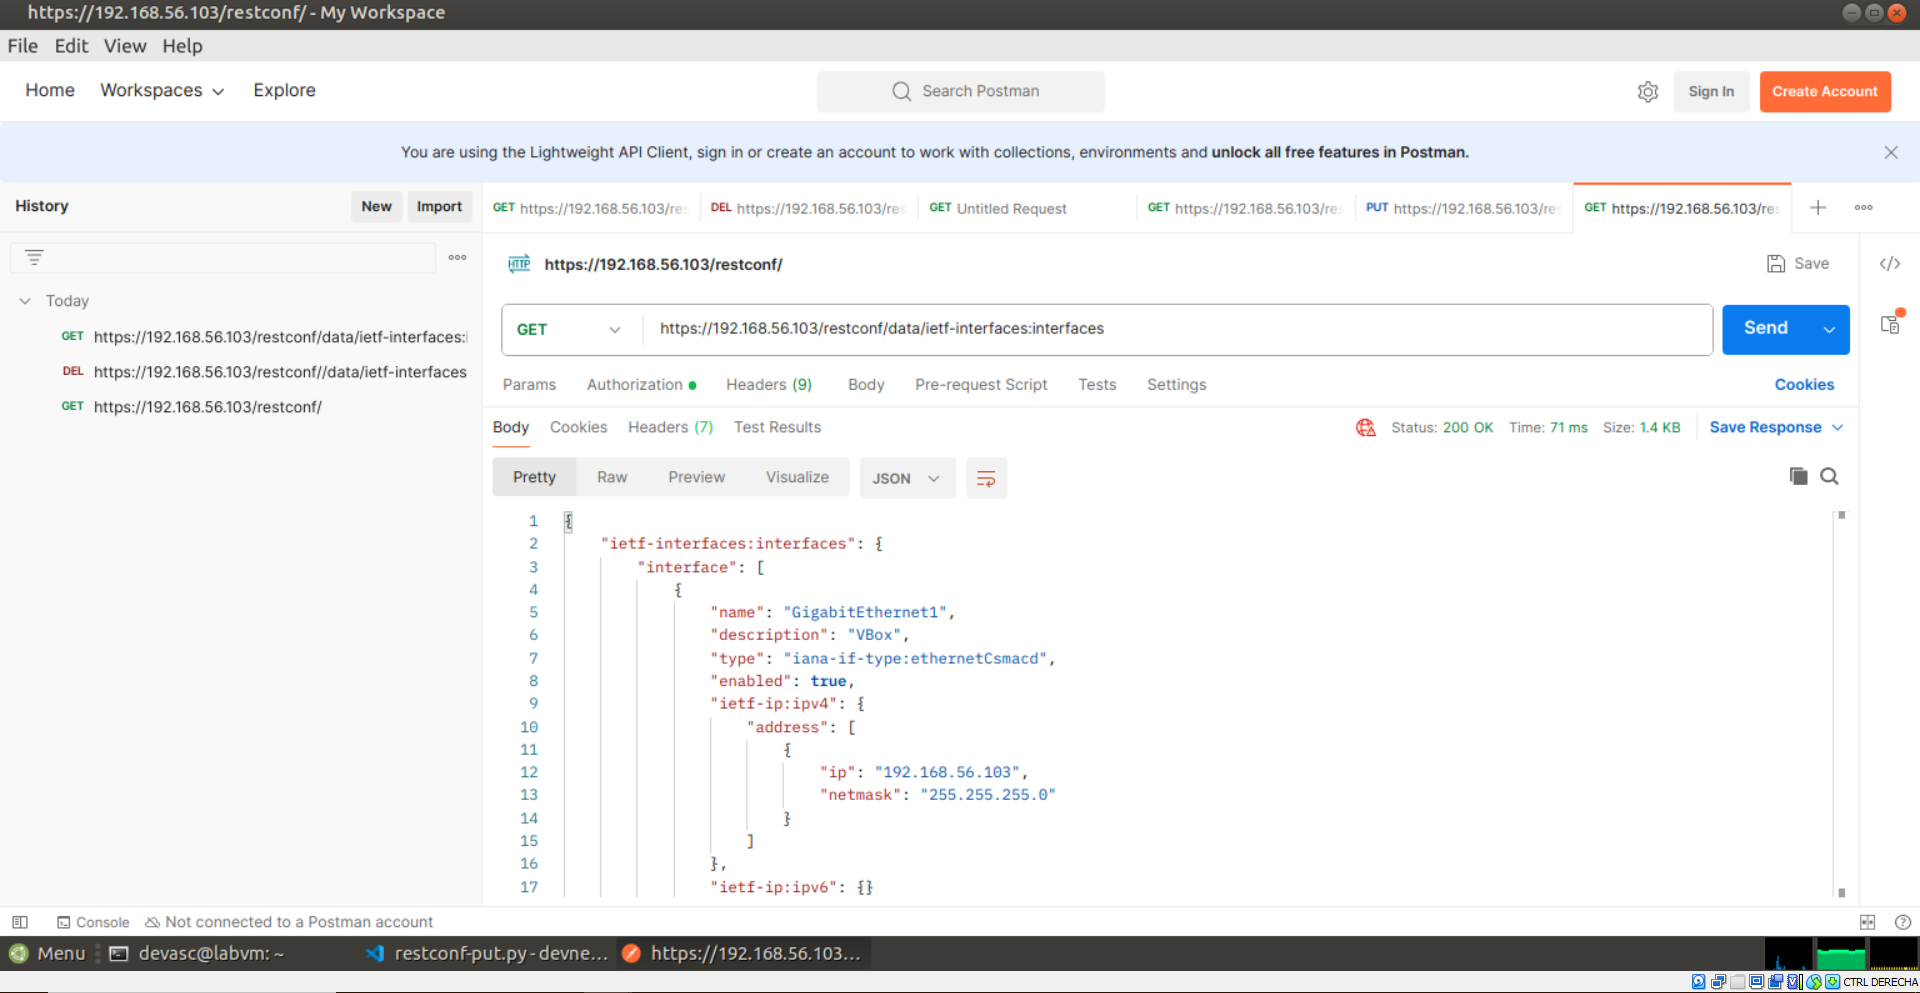 https://192.168.56.103/restconf/ - My Workspace
File Edit View Help
Home Workspaces Explore Search Postman Sign In Create Account
You are using the Lightweight API Client, sign in or create an account to work with collections, environments and unlock all free features in Postman.
History New Import
GET https://192.168.56.103/res DEL https://192.168.56.103/res GET Untitled Request GET https://192.168.56.103/res PUT https://192.168.56.103/res GET https://192.168.56.103/res
Today
GET https://192.168.56.103/restconf/data/ietf-interfaces:i
DEL https://192.168.56.103/restconf//data/ietf-interfaces
GET https://192.168.56.103/restconf/
HTTP https://192.168.56.103/restconf/ Save </>
GET https://192.168.56.103/restconf/data/ietf-interfaces:interfaces Send
Params Authorization Headers (9) Body Pre-request Script Tests Settings Cookies
Body Cookies Headers (7) Test Results Status: 200 OK Time: 71 ms Size: 1.4 KB Save Response
Pretty Raw Preview Visualize JSON
1 {
2 "ietf-interfaces:interfaces": {
3 "interface": [
4 {
5 "name": "GigabitEthernet1",
6 "description": "VBox",
7 "type": "iana-if-type:ethernetCsmacd",
8 "enabled": true,
9 "ietf-ip:ipv4": {
10 "address": [
11 {
12 "ip": "192.168.56.103",
13 "netmask": "255.255.255.0"
14 }
15 ]
16 },
17 "ietf-ip:ipv6": {}
Console Not connected to a Postman account
Menu devasc@labvm: ~ restconf-put.py - devne... https://192.168.56.103...
CTRL DERECHA